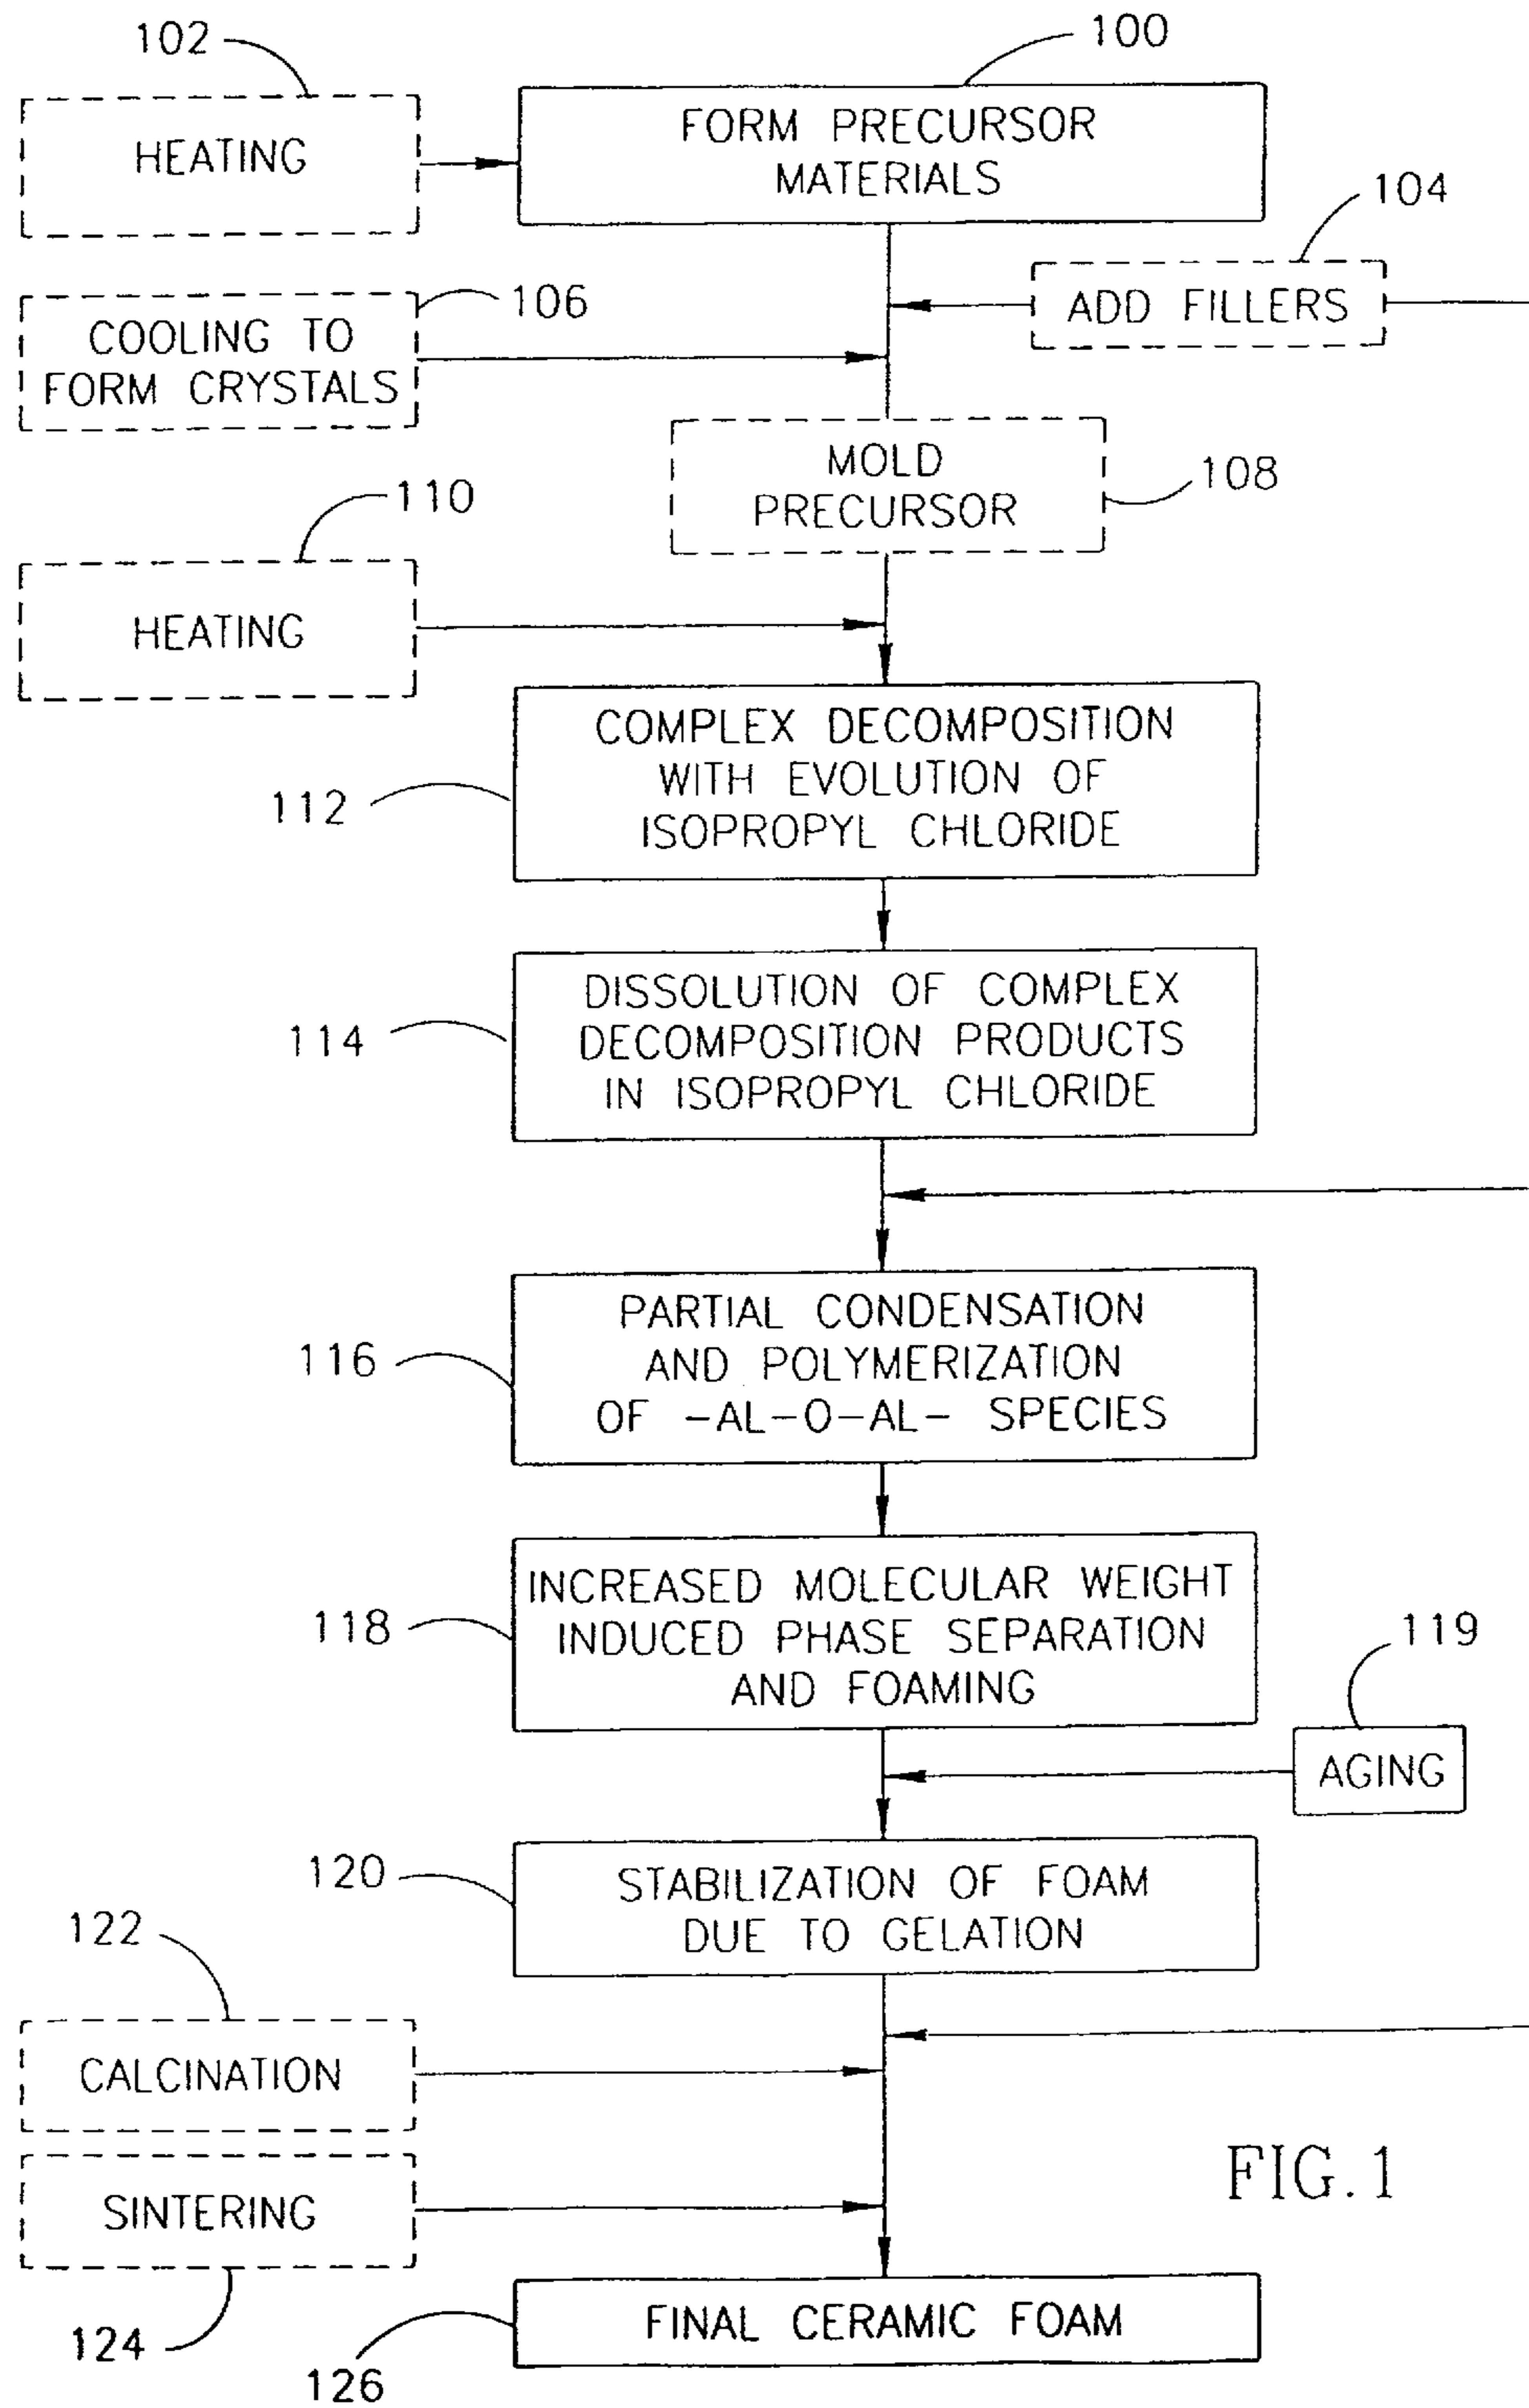 102
100
HEATING
FORM PRECURSOR
MATERIALS
104
106
ADD FILLERS
COOLING TO
FORM CRYSTALS
MOLD
PRECURSOR
108
110
HEATING
COMPLEX DECOMPOSITION
WITH EVOLUTION OF
ISOPROPYL CHLORIDE
112
DISSOLUTION OF COMPLEX
DECOMPOSITION PRODUCTS
IN ISOPROPYL CHLORIDE
114
PARTIAL CONDENSATION
AND POLYMERIZATION
OF -AL-O-AL- SPECIES
116
INCREASED MOLECULAR WEIGHT
INDUCED PHASE SEPARATION
AND FOAMING
118
119
AGING
120
STABILIZATION OF FOAM
DUE TO GELATION
122
CALCINATION
SINTERING
124
FIG. 1
FINAL CERAMIC FOAM
126